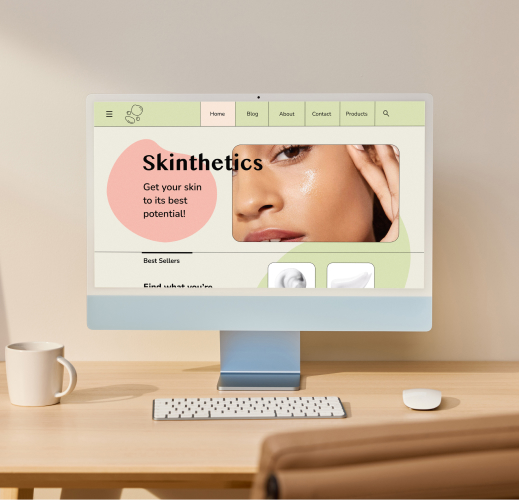 Home Blog About Contact Products
Skinthetics
Get your skin
to its best
potential!
Best Sellers
Find what you're